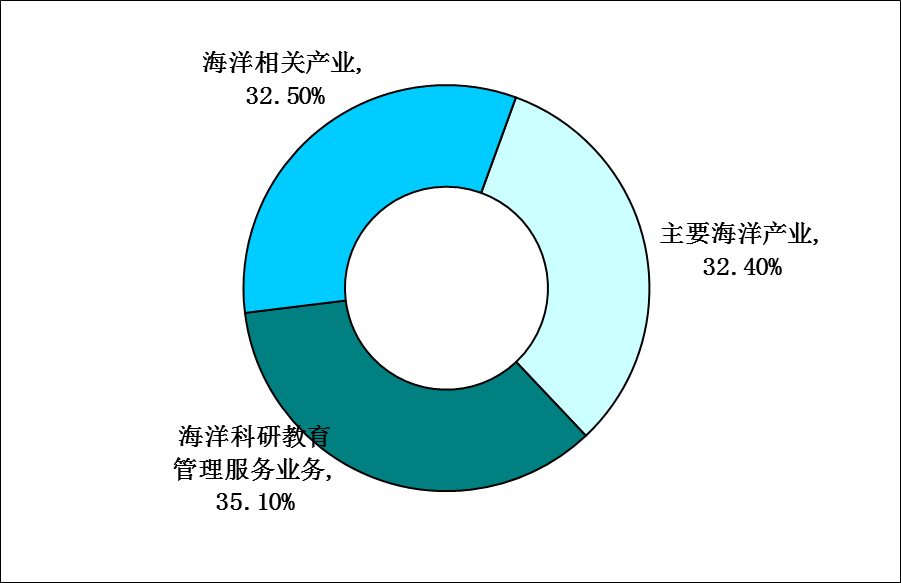 海洋相关产业,
32.50%
主要海洋产业,
32.40%
海洋科研教育
管理服务业务,
35.10%